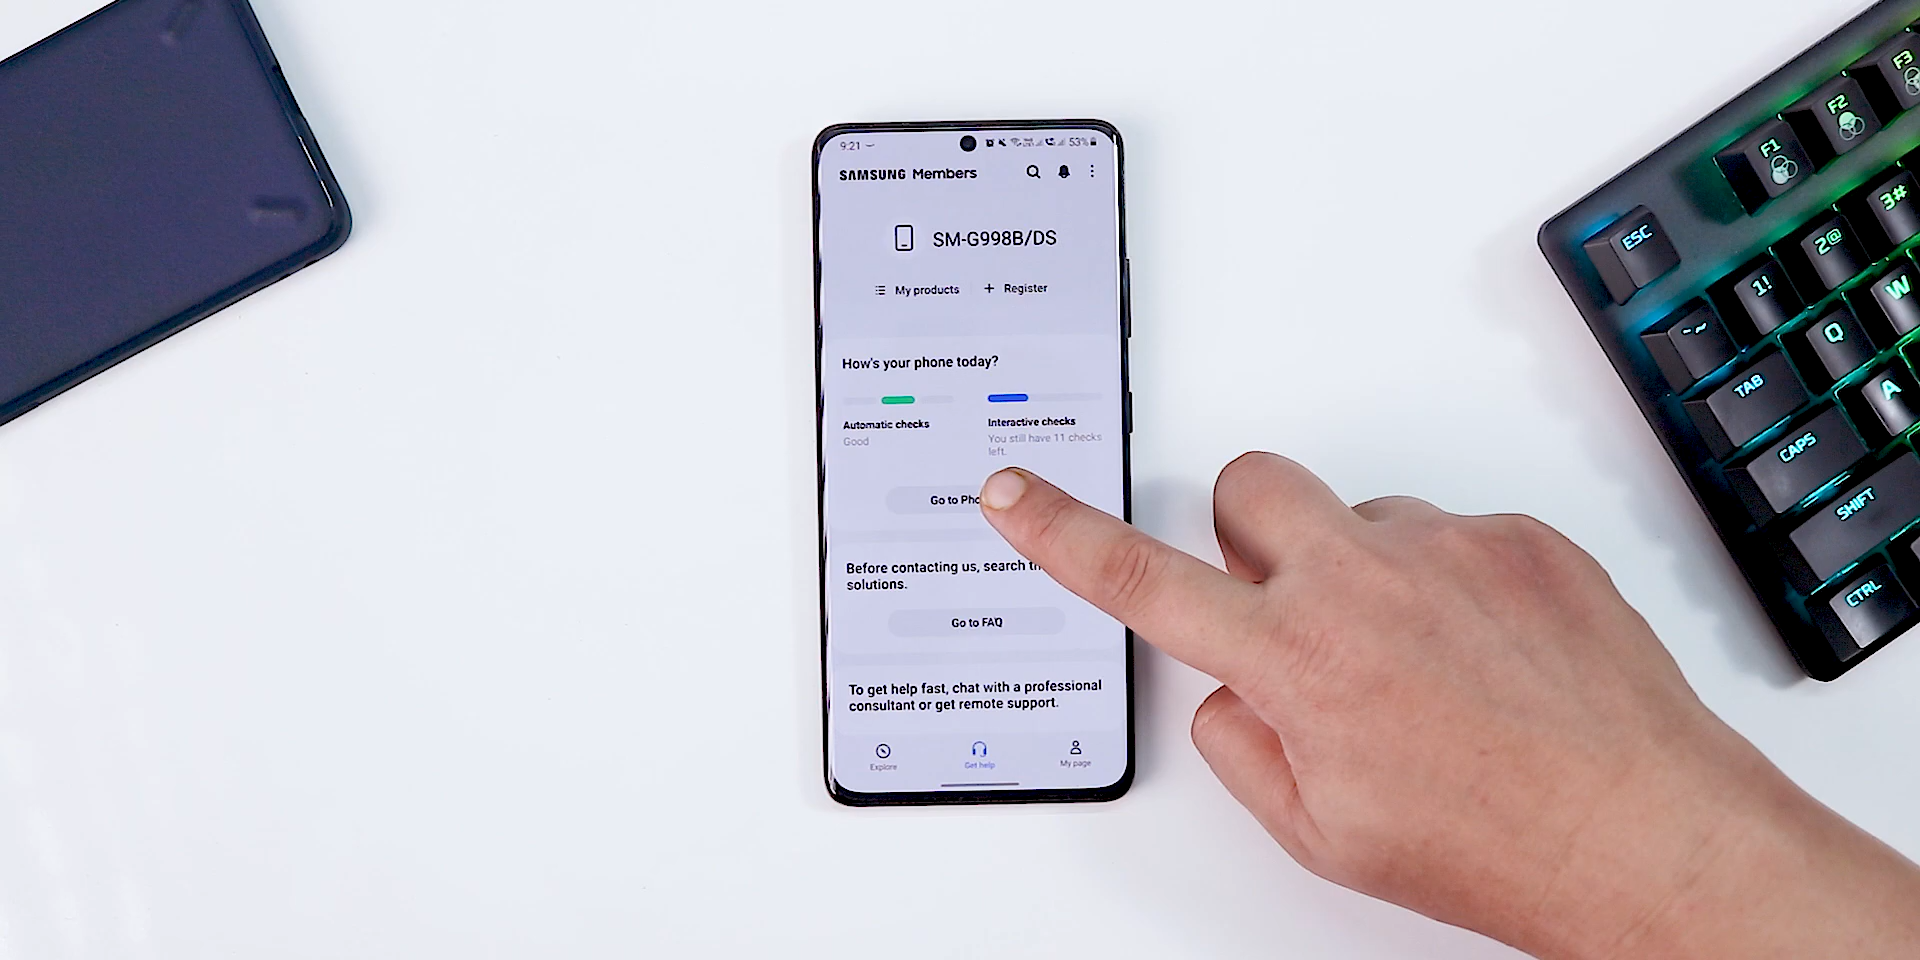 9:21
53%
SAMSUNG Members
SM-G998B/DS
My products
Register
How's your phone today?
Automatic checks
Good
Interactive checks
You still have 11 checks
left.
Go to
Before contacting us, search
solutions.
Go to FAQ
To get help fast, chat with a professional
consultant or get remote support.
Explore
Get help
My page
F3
F2
F1
3#
2@
1!
ESC
~
W
Q
TAB
A
CAPS
SHIFT
CTRL